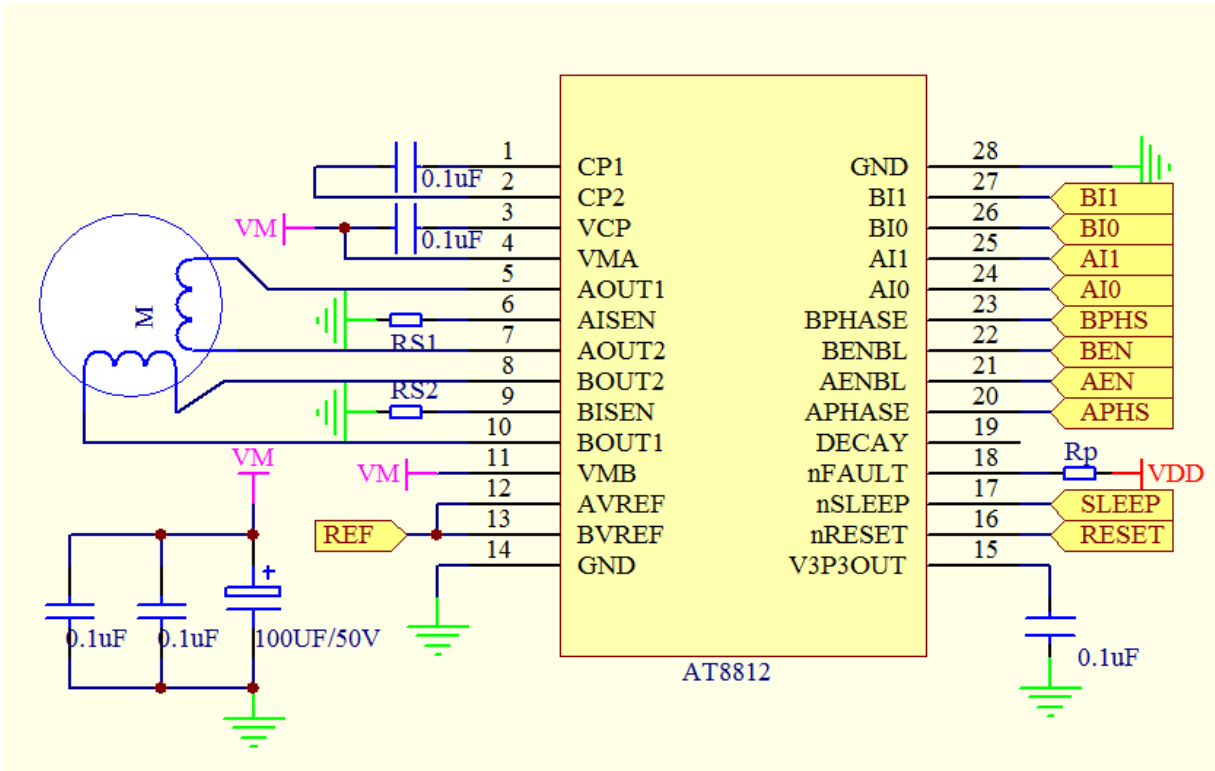 1 CP1 GND 28
0.1uF
2 CP2 BI1 27 BI1
VM
3 VCP BI0 26 BI0
0.1uF
4 VMA AI1 25 AI1
5 AOUT1 AI0 24 AI0
6 AISEN BPHASE 23 BPHS
RS1
M
7 AOUT2 BENBL 22 BEN
8 BOUT2 AENBL 21 AEN
RS2
9 BISEN APHASE 20 APHS
10 BOUT1 DECAY 19
VM
VM
11 VMB nFAULT 18 Rp VDD
12 AVREF nSLEEP 17 SLEEP
REF
13 BVREF nRESET 16 RESET
14 GND V3P3OUT 15
+
0.1uF 0.1uF 100UF/50V
0.1uF
AT8812